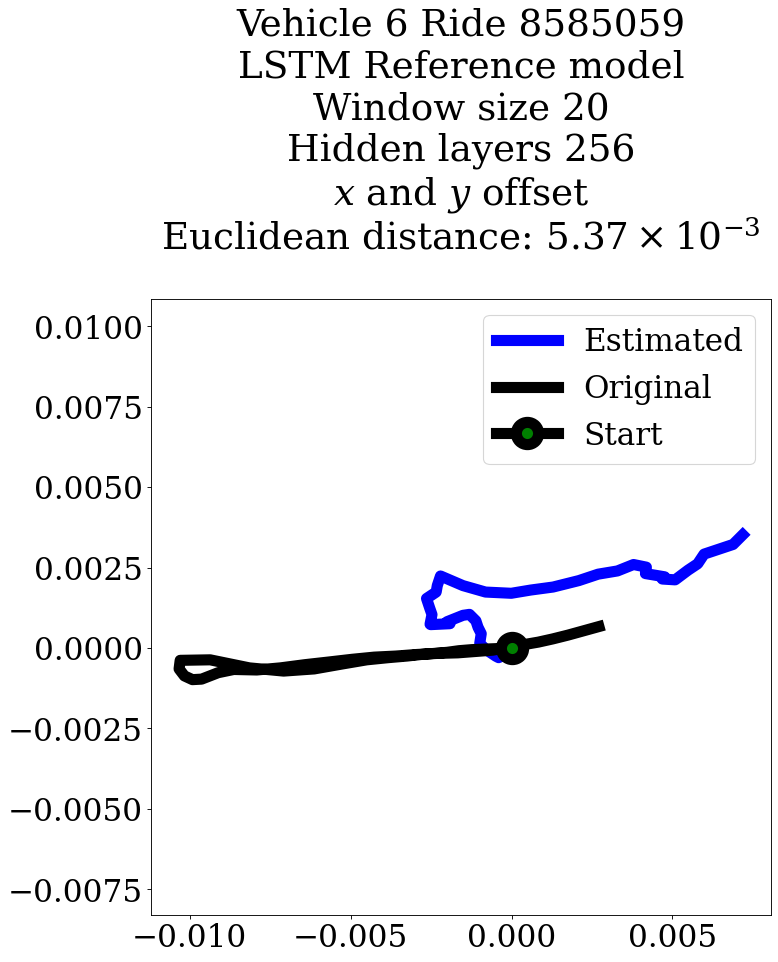 Vehicle 6 Ride 8585059
LSTM Reference model
Window size 20
Hidden layers 256
x and y offset
Euclidean distance: 5.37 × 10⁻³
Estimated
Original
Start
0.0100
0.0075
0.0050
0.0025
0.0000
−0.0025
−0.0050
−0.0075
−0.010 −0.005 0.000 0.005